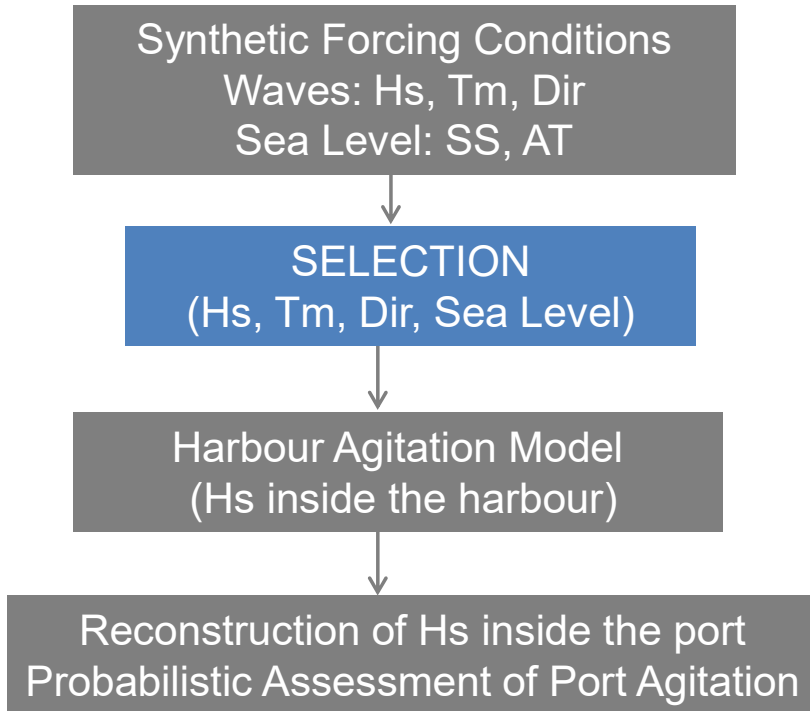 Synthetic Forcing Conditions
Waves: Hs, Tm, Dir
Sea Level: SS, AT
SELECTION
(Hs, Tm, Dir, Sea Level)
Harbour Agitation Model
(Hs inside the harbour)
Reconstruction of Hs inside the port
Probabilistic Assessment of Port Agitation